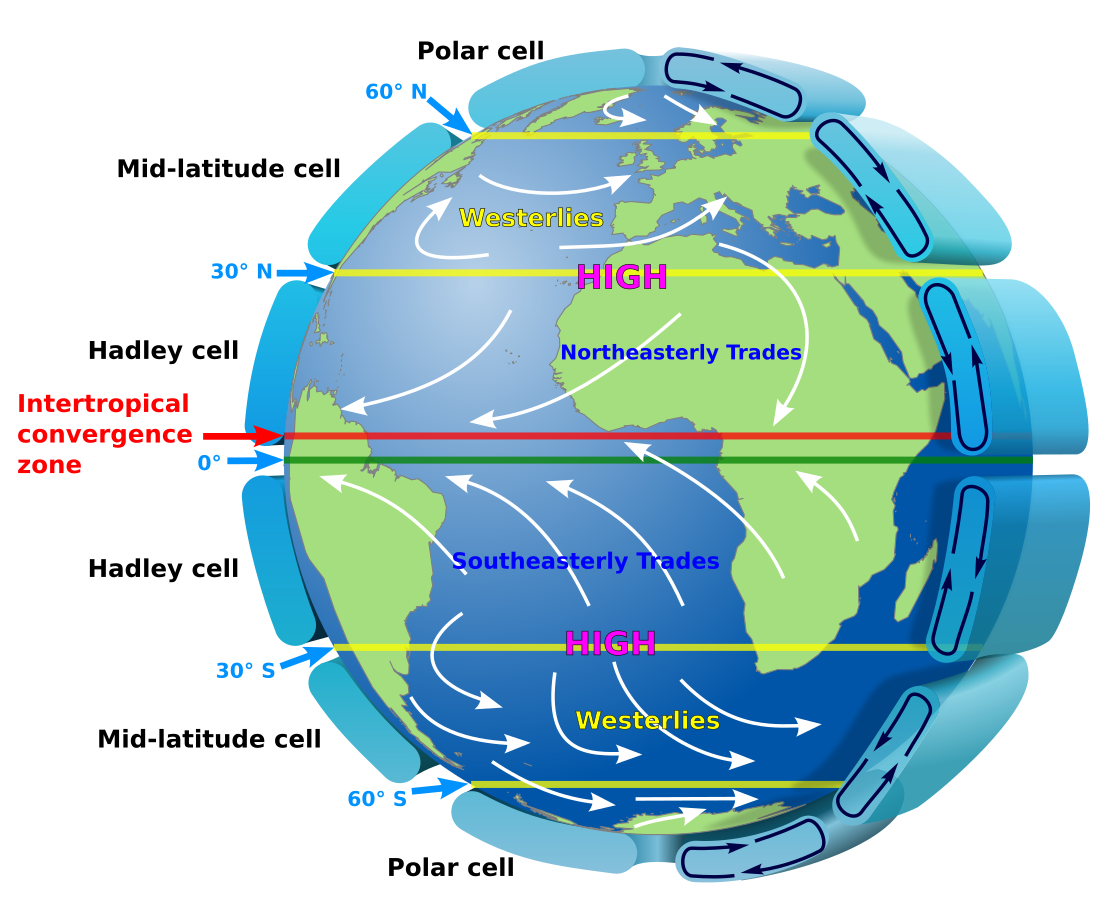 Polar cell
60° N
Mid-latitude cell
Westerlies
30° N
HIGH
Hadley cell
Northeasterly Trades
Intertropical
convergence
zone
0°
Hadley cell
Southeasterly Trades
HIGH
30° S
Westerlies
Mid-latitude cell
60° S
Polar cell